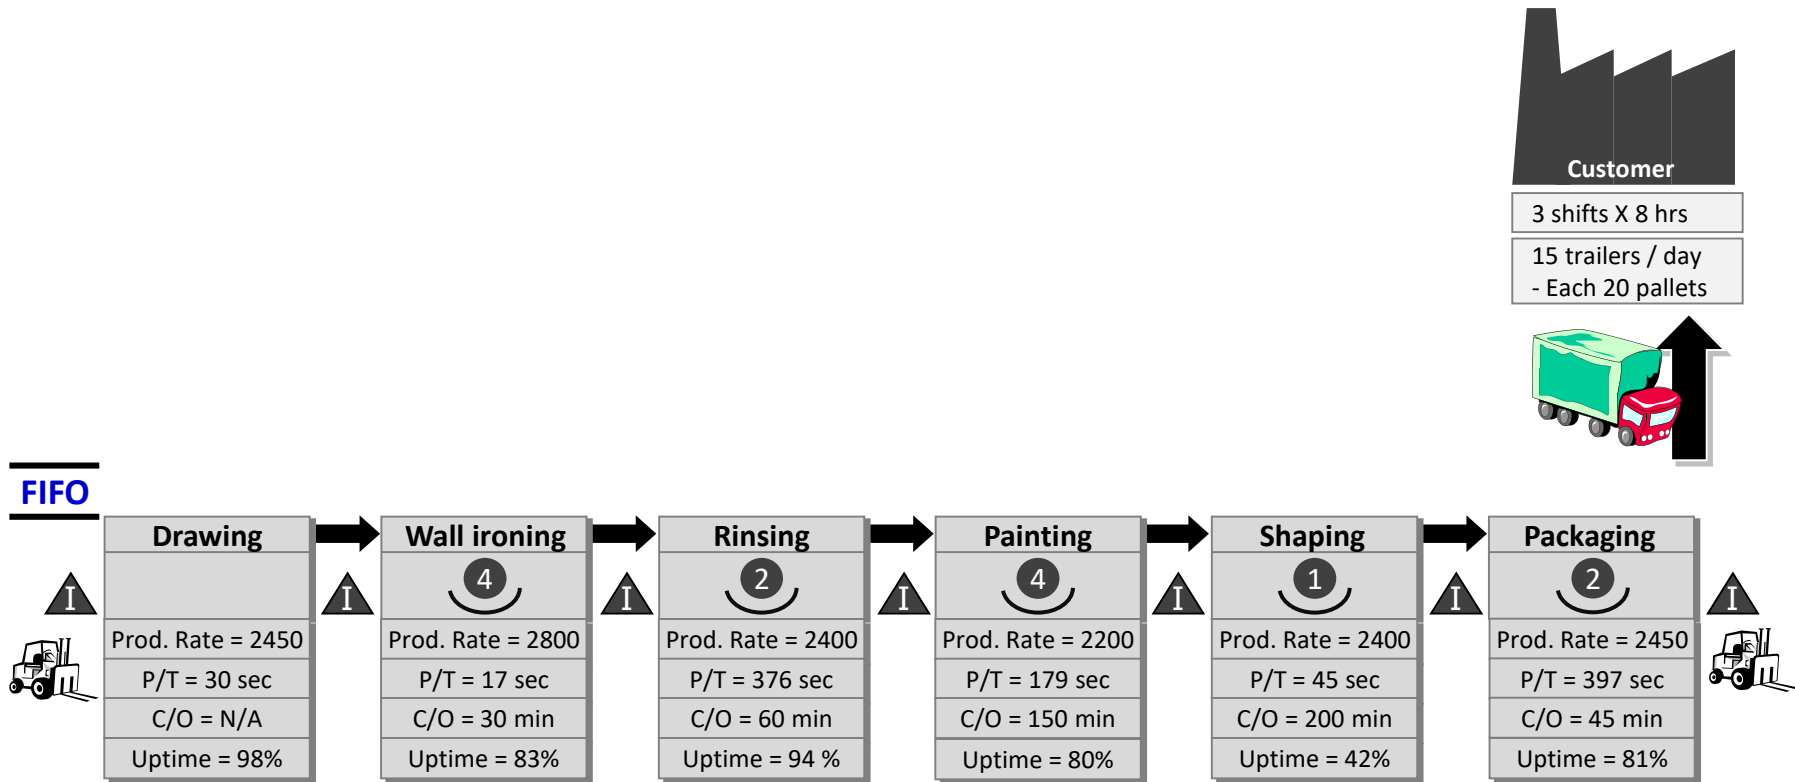 Customer
3 shifts X 8 hrs
15 trailers / day
- Each 20 pallets
FIFO
Drawing
Wall ironing
Rinsing
Painting
Shaping
Packaging
4
2
4
1
2
I
I
I
I
I
I
I
Prod. Rate = 2450
Prod. Rate = 2800
Prod. Rate = 2400
Prod. Rate = 2200
Prod. Rate = 2400
Prod. Rate = 2450
P/T = 30 sec
P/T = 17 sec
P/T = 376 sec
P/T = 179 sec
P/T = 45 sec
P/T = 397 sec
C/O = N/A
C/O = 30 min
C/O = 60 min
C/O = 150 min
C/O = 200 min
C/O = 45 min
Uptime = 98%
Uptime = 83%
Uptime = 94 %
Uptime = 80%
Uptime = 42%
Uptime = 81%